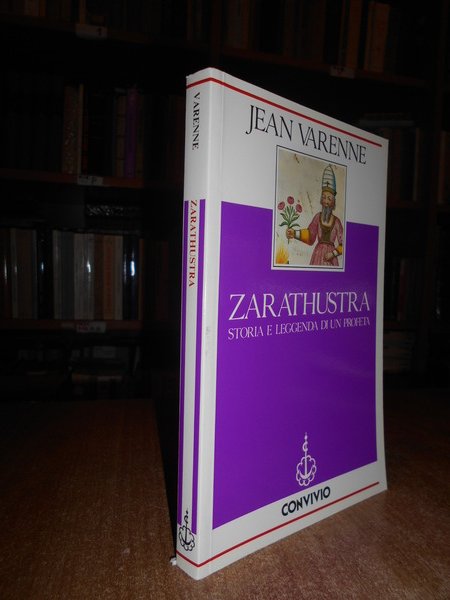 VARENNE
ZARATHUSTRA
JEAN VARENNE
ZARATHUSTRA
STORIA E LEGGENDA DI UN PROFETA
CONVIVIO